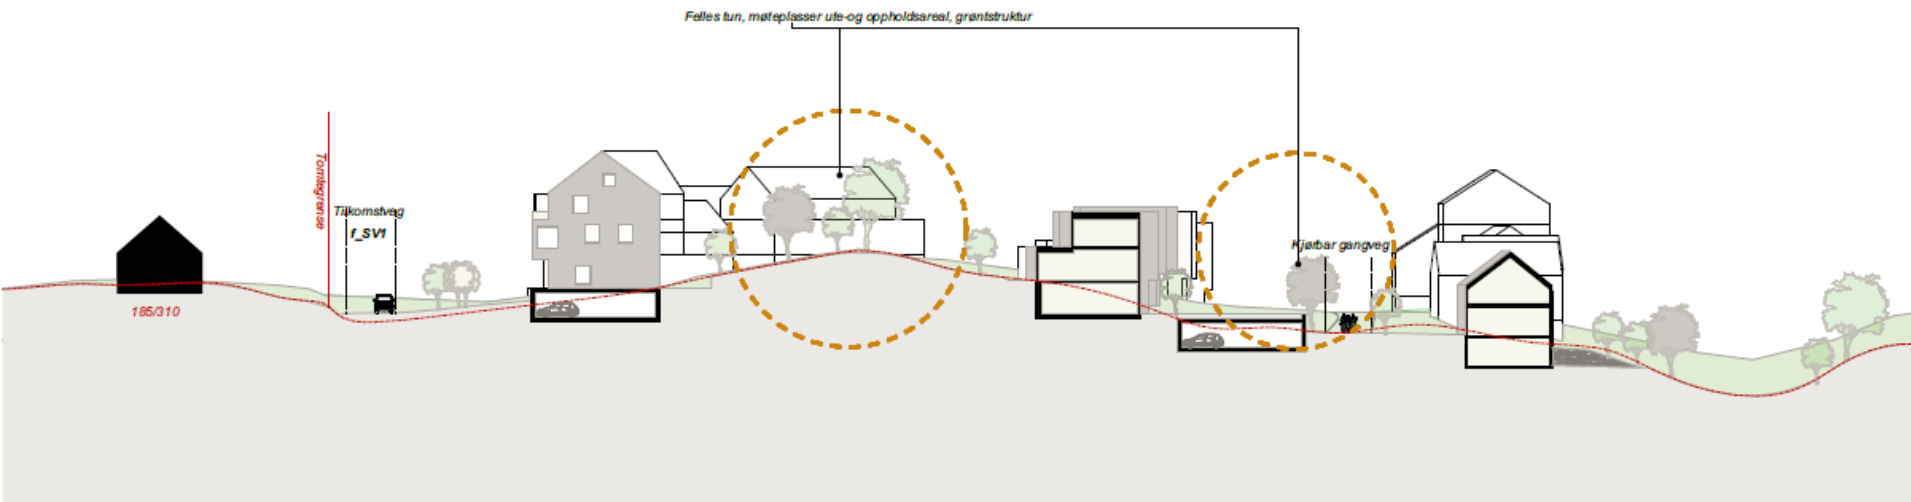 Felles tun, møteplasser ute-og oppholdsareal, grøntstruktur
Tomtegrense
Tilkomstveg
f_SV1
Kjørbar gangveg
185/310